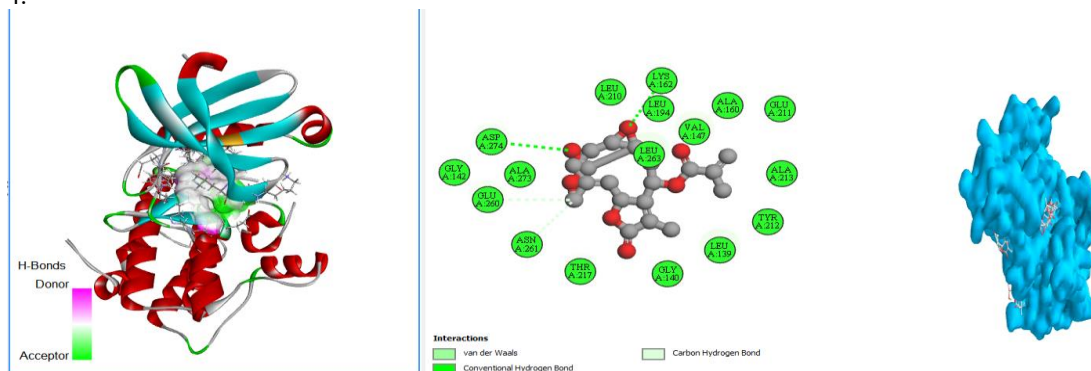 H-Bonds
Donor
Acceptor
LEU
A:210
LYS
A:162
LEU
A:194
ALA
A:160
GLU
A:211
VAL
A:147
ASP
A:274
LEU
A:263
GLY
A:142
ALA
A:273
ALA
A:213
GLU
A:260
TYR
A:212
ASN
A:261
LEU
A:139
THR
A:217
GLY
A:140
Interactions
van der Waals
Carbon Hydrogen Bond
Conventional Hydrogen Bond